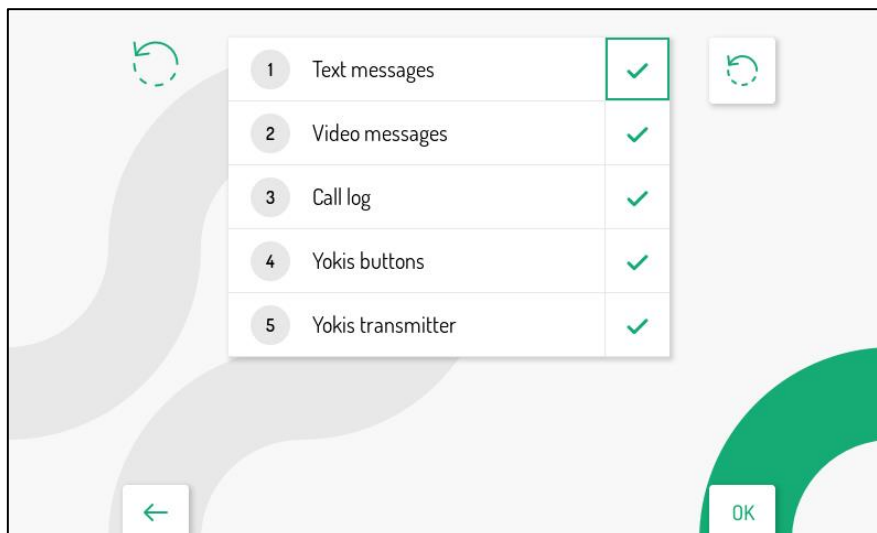 1 Text messages
2 Video messages
3 Call log
4 Yokis buttons
5 Yokis transmitter
OK